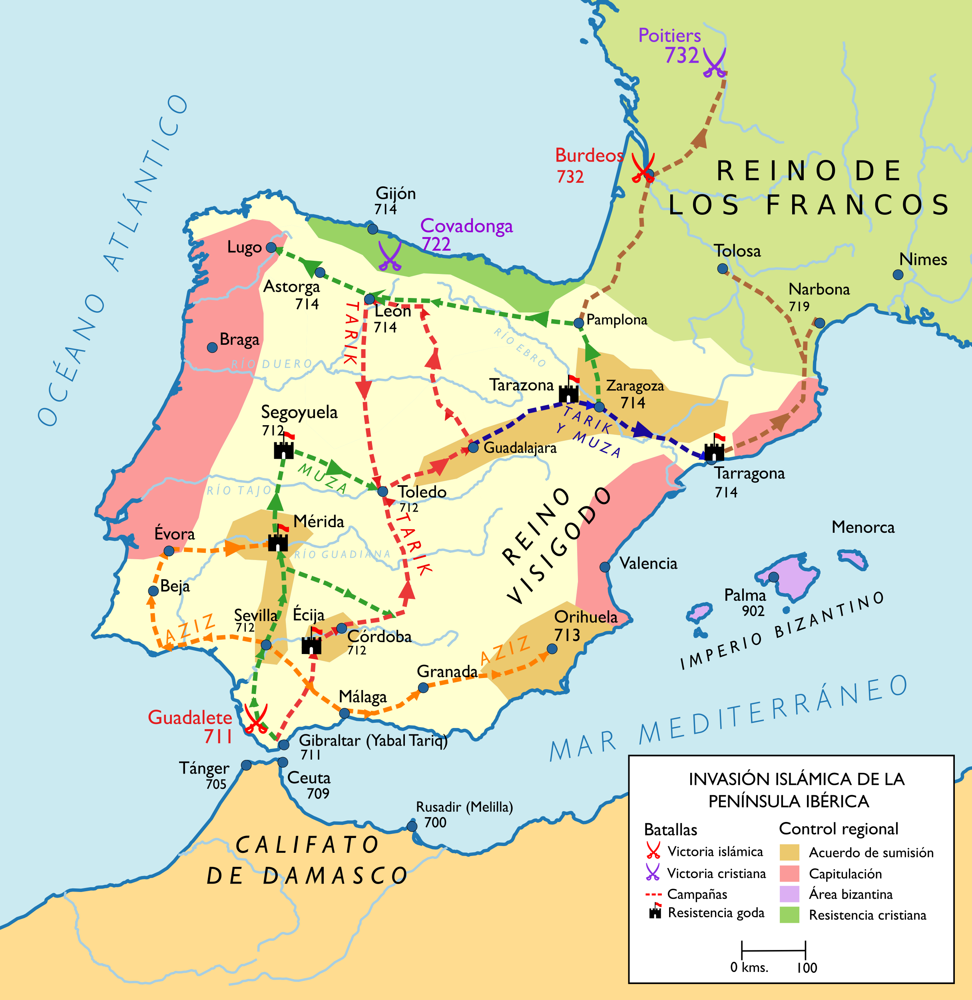 Poitiers
732
Burdeos
732
REINO DE
LOS FRANCOS
OCÉANO ATLÁNTICO
Gijón
714
Covadonga
722
Lugo
Astorga
714
León
714
TARIK
Tolosa
Nimes
Narbona
719
Pamplona
Braga
RÍO DUERO
RÍO EBRO
Tarazona
Zaragoza
714
TARIK
Y MUZA
Segoyuela
712
MUZA
Guadalajara
Tarragona
714
RÍO TAJO
Toledo
712
TARIK
REINO
VISIGODO
Mérida
Évora
RÍO GUADIANA
Menorca
Valencia
Beja
Palma
902
IMPERIO BIZANTINO
Sevilla
712
Écija
AZIZ
Córdoba
712
Orihuela
713
AZIZ
Granada
Málaga
MAR MEDITERRÁNEO
Guadalete
711
Gibraltar (Yabal Tariq)
711
Tánger
705
Ceuta
709
Rusadir (Melilla)
700
CALIFATO
DE DAMASCO
INVASIÓN ISLÁMICA DE LA
PENÍNSULA IBÉRICA
Batallas
Victoria islámica
Victoria cristiana
Campañas
Resistencia goda
Control regional
Acuerdo de sumisión
Capitulación
Área bizantina
Resistencia cristiana
0 kms. 100